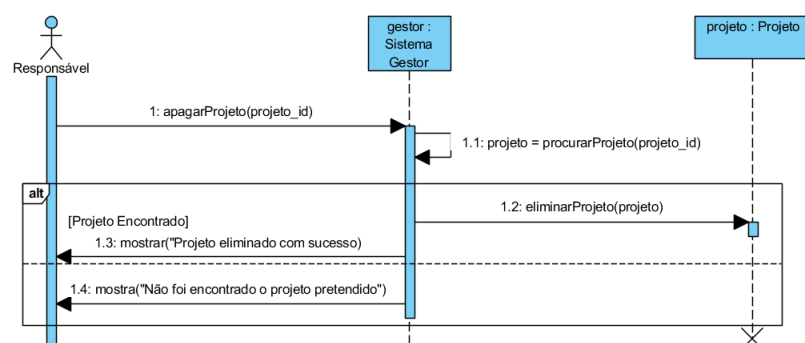 gestor :
Sistema
Gestor
projeto : Projeto
Responsável
1: apagarProjeto(projeto_id)
1.1: projeto = procurarProjeto(projeto_id)
alt
1.2: eliminarProjeto(projeto)
[Projeto Encontrado]
1.3: mostrar("Projeto eliminado com sucesso)
1.4: mostra("Não foi encontrado o projeto pretendido")